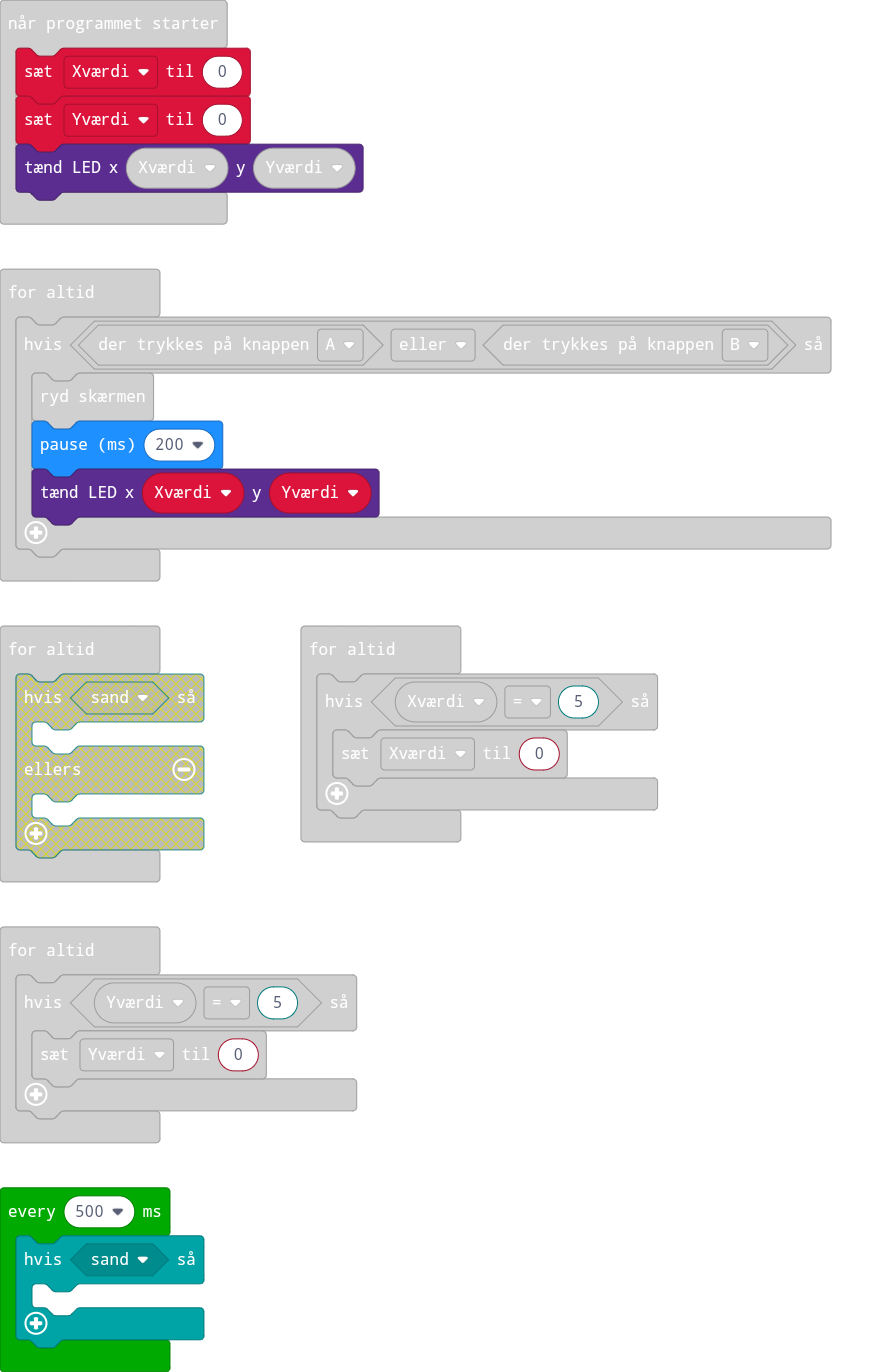 når programmet starter
sæt Xværdi til 0
sæt Yværdi til 0
tænd LED x Xværdi y Yværdi
for altid
hvis der trykkes på knappen A eller der trykkes på knappen B så
ryd skærmen
pause (ms) 200
tænd LED x Xværdi y Yværdi
for altid
hvis sand så
ellers
for altid
hvis Xværdi = 5 så
sæt Xværdi til 0
for altid
hvis Yværdi = 5 så
sæt Yværdi til 0
every 500 ms
hvis sand så